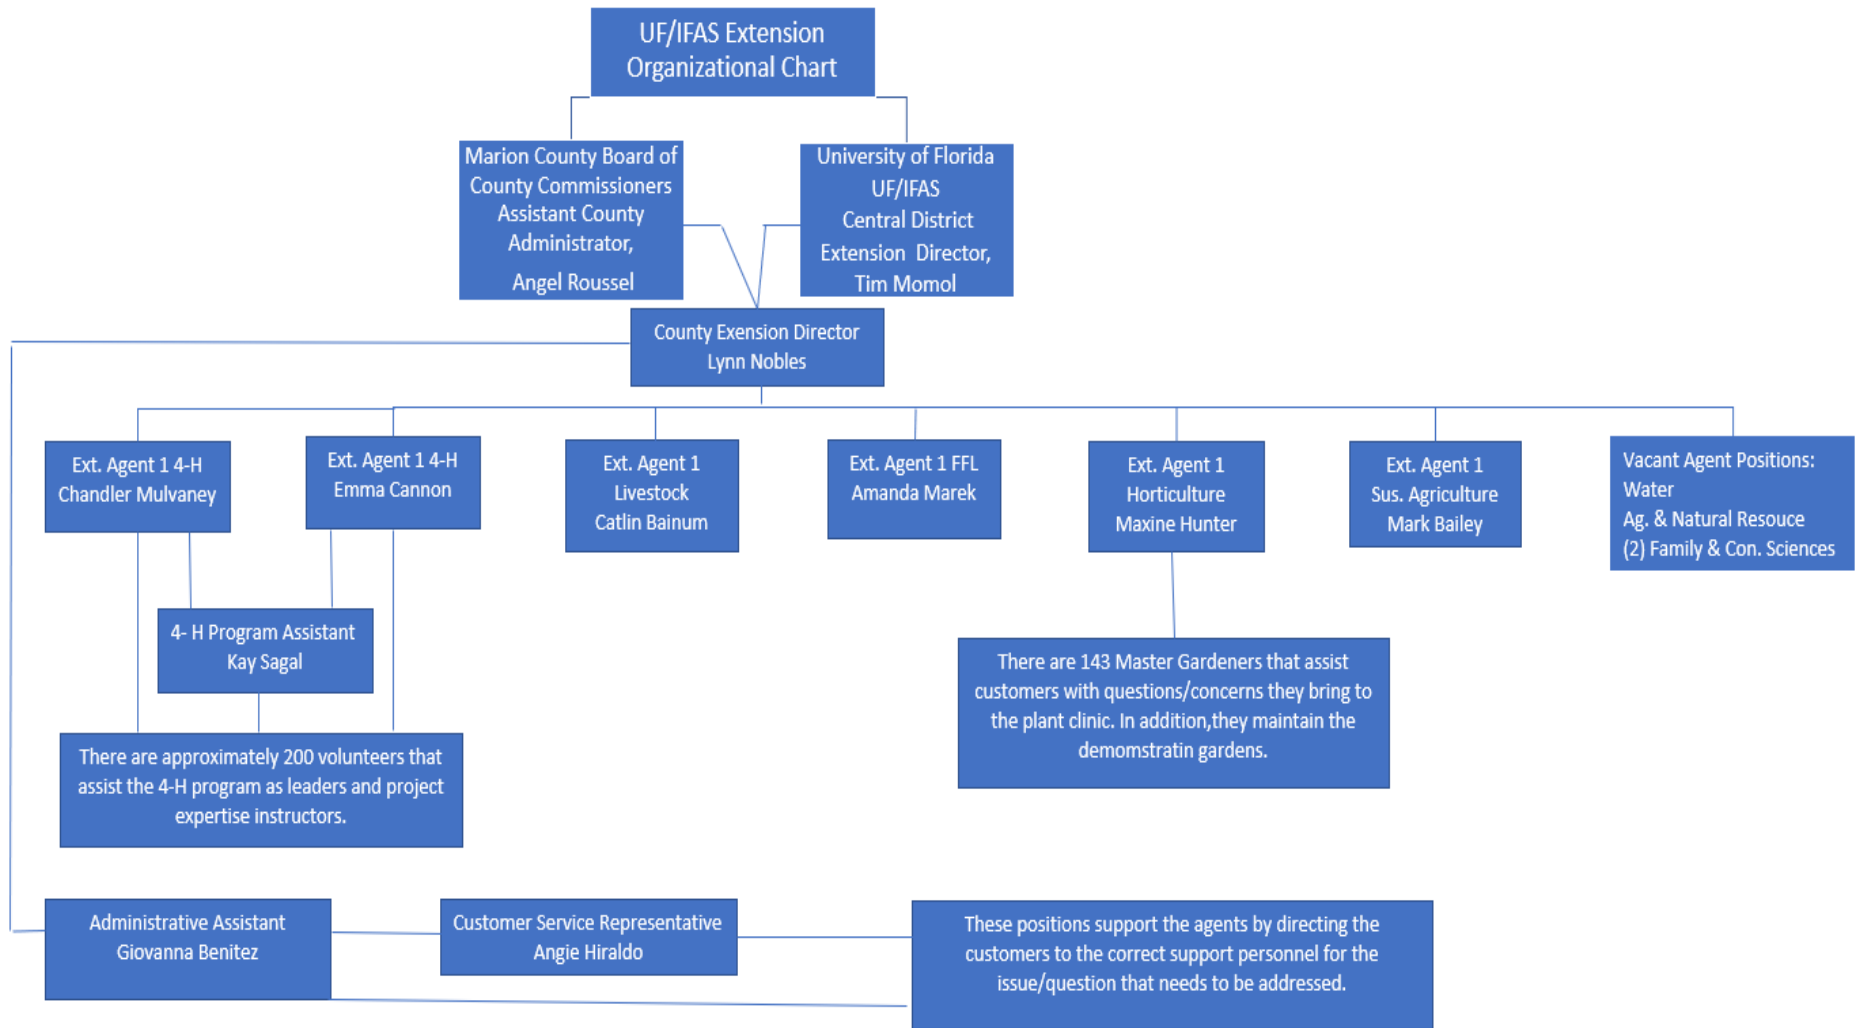 UF/IFAS Extension
Organizational Chart
Marion County Board of
County Commissioners
Assistant County
Administrator,
Angel Roussel
University of Florida
UF/IFAS
Central District
Extension Director,
Tim Momol
County Exension Director
Lynn Nobles
Ext. Agent 1 4-H
Chandler Mulvaney
Ext. Agent 1 4-H
Emma Cannon
Ext. Agent 1
Livestock
Catlin Bainum
Ext. Agent 1 FFL
Amanda Marek
Ext. Agent 1
Horticulture
Maxine Hunter
Ext. Agent 1
Sus. Agriculture
Mark Bailey
Vacant Agent Positions:
Water
Ag. & Natural Resouce
(2) Family & Con. Sciences
4- H Program Assistant
Kay Sagal
There are 143 Master Gardeners that assist
customers with questions/concerns they bring to
the plant clinic. In addition,they maintain the
demomstratin gardens.
There are approximately 200 volunteers that
assist the 4-H program as leaders and project
expertise instructors.
Administrative Assistant
Giovanna Benitez
Customer Service Representative
Angie Hiraldo
These positions support the agents by directing the
customers to the correct support personnel for the
issue/question that needs to be addressed.